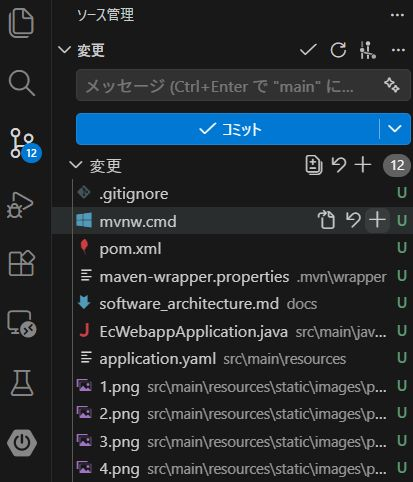 ソース管理
変更
メッセージ (Ctrl+Enter で "main" に...
コミット
12
変更 12
.gitignore U
mvnw.cmd U
pom.xml U
maven-wrapper.properties .mvn\wrapper U
software_architecture.md docs U
EcWebappApplication.java src\main\jav... U
application.yaml src\main\resources U
1.png src\main\resources\static\images\p... U
2.png src\main\resources\static\images\p... U
3.png src\main\resources\static\images\p... U
4.png src\main\resources\static\images\p... U